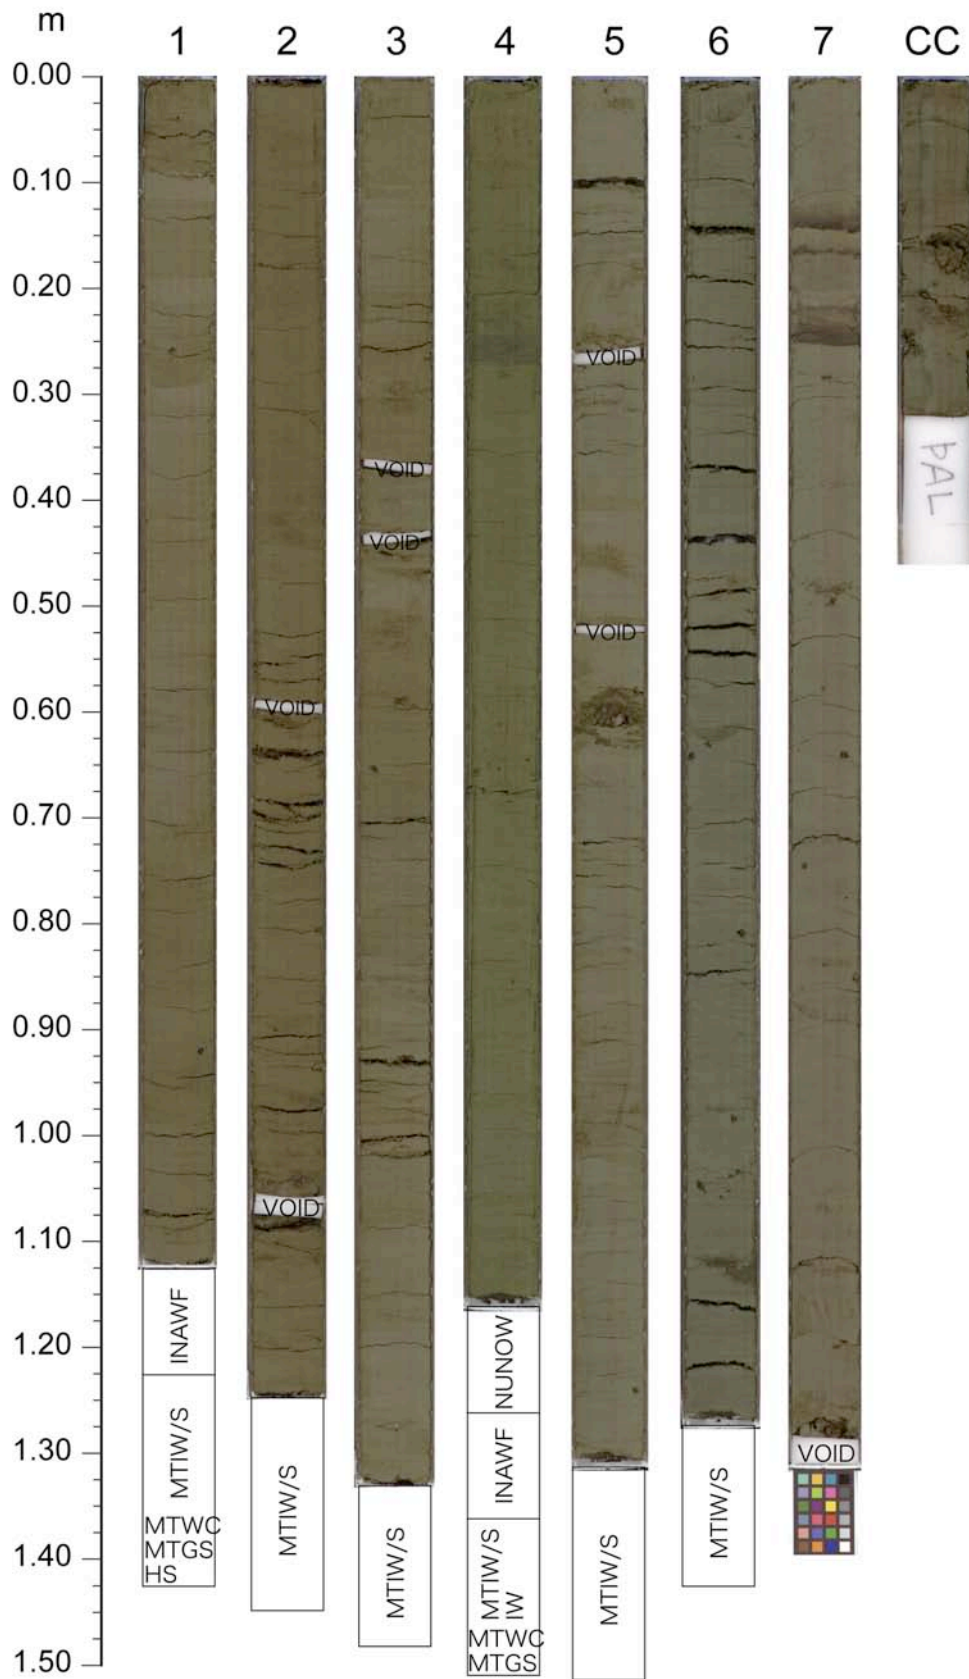 m
1 2 3 4 5 6 7 CC
0.00
0.10
0.20
0.30
0.40
0.50
0.60
0.70
0.80
0.90
1.00
1.10
1.20
1.30
1.40
1.50
INAWF
MTIW/S
MTWC
MTGS
HS
VOID
VOID
MTIW/S
VOID
VOID
MTIW/S
NUNOW
INAWF
MTIW/S
IW
MTWC
MTGS
VOID
VOID
MTIW/S
MTIW/S
VOID
PAL